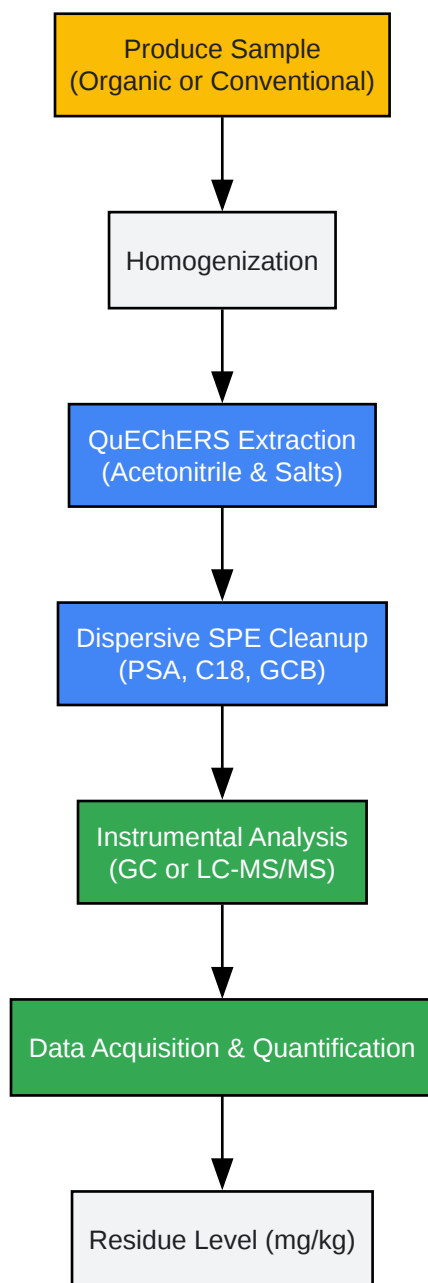 Produce Sample
(Organic or Conventional)
Homogenization
QuEChERS Extraction
(Acetonitrile & Salts)
Dispersive SPE Cleanup
(PSA, C18, GCB)
Instrumental Analysis
(GC or LC-MS/MS)
Data Acquisition & Quantification
Residue Level (mg/kg)